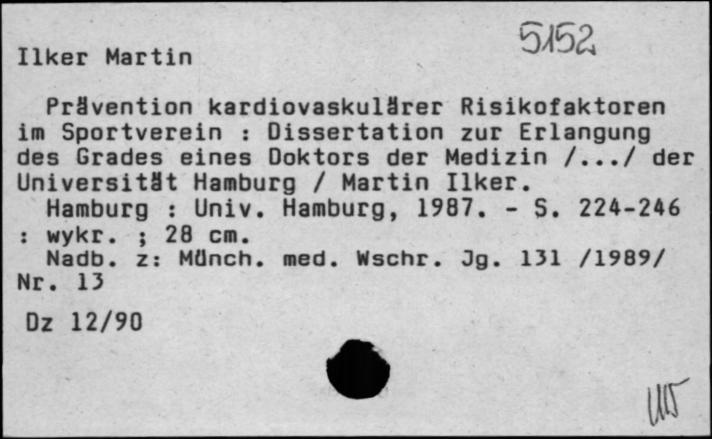 5152
Ilker Martin
Prävention kardiovaskulärer Risikofaktoren
im Sportverein : Dissertation zur Erlangung
des Grades eines Doktors der Medizin /.../ der
Universität Hamburg / Martin Ilker.
Hamburg : Univ. Hamburg, 1987. - S. 224-246
: wykr. ; 28 cm.
Nadb. z: Münch. med. Wschr. Jg. 131 /1989/
Nr. 13
Dz 12/90